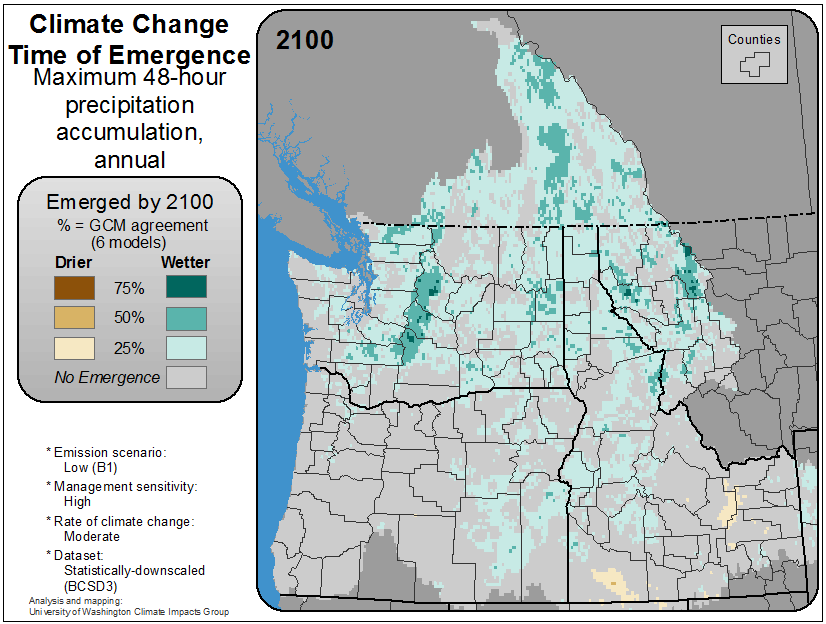 Climate Change
Time of Emergence
Maximum 48-hour
precipitation
accumulation,
annual
2100
Counties
Emerged by 2100
% = GCM agreement
(6 models)
Drier Wetter
75%
50%
25%
No Emergence
* Emission scenario:
Low (B1)
* Management sensitivity:
High
* Rate of climate change:
Moderate
* Dataset:
Statistically-downscaled
(BCSD3)
Analysis and mapping:
University of Washington Climate Impacts Group